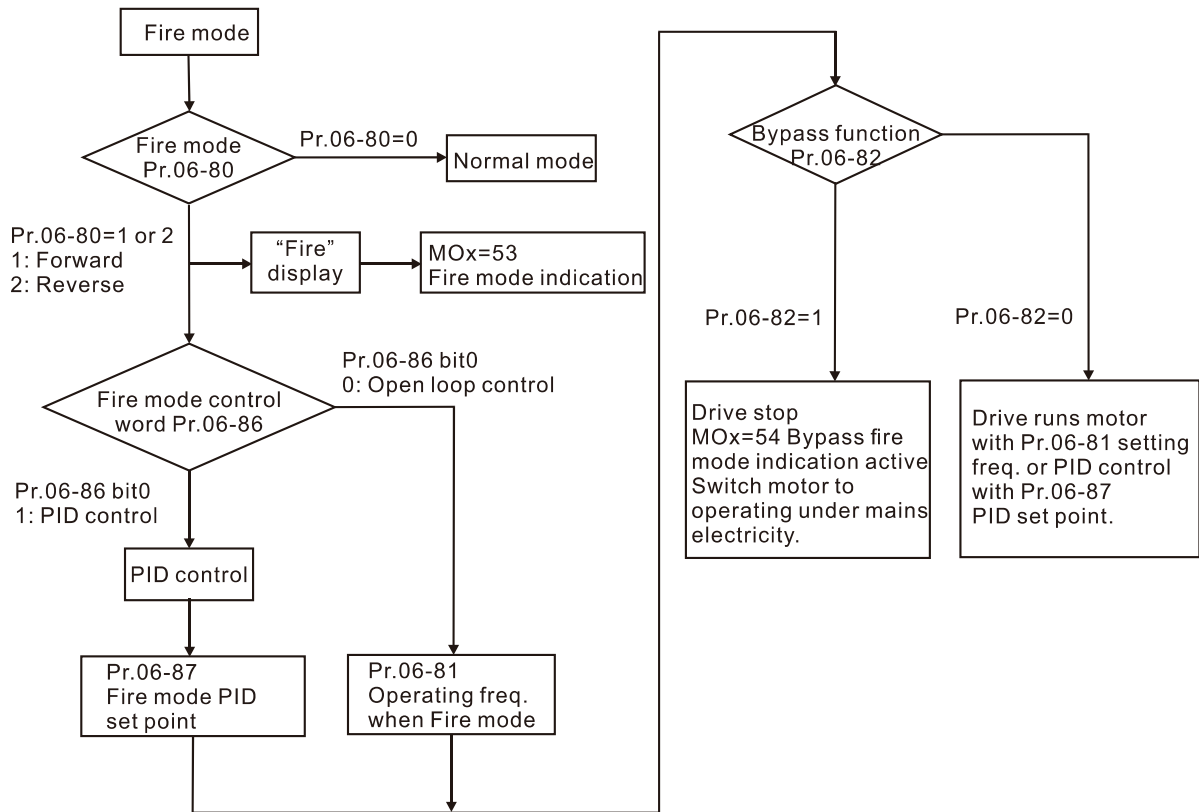 Fire mode
Fire mode
Pr.06-80
Pr.06-80=0
Normal mode
Pr.06-80=1 or 2
1: Forward
2: Reverse
“Fire”
display
MOx=53
Fire mode indication
Fire mode control
word Pr.06-86
Pr.06-86 bit0
0: Open loop control
Pr.06-86 bit0
1: PID control
PID control
Pr.06-87
Fire mode PID
set point
Pr.06-81
Operating freq.
when Fire mode
Bypass function
Pr.06-82
Pr.06-82=1
Pr.06-82=0
Drive stop
MOx=54 Bypass fire
mode indication active
Switch motor to
operating under mains
electricity.
Drive runs motor
with Pr.06-81 setting
freq. or PID control
with Pr.06-87
PID set point.